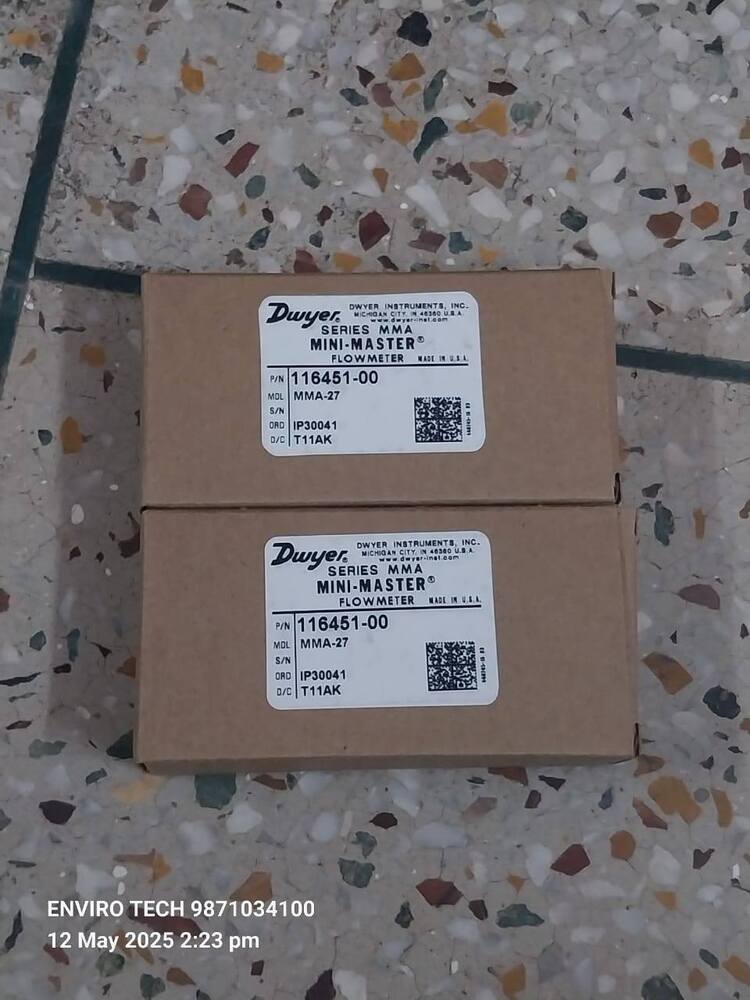 Dwyer® DWYER INSTRUMENTS, INC.
MICHIGAN CITY, IN 46360 U.S.A.
www.dwyer-inst.com
SERIES MMA
MINI-MASTER®
FLOWMETER MADE IN U.S.A.
P/N 116451-00
MDL MMA-27
S/N
ORD IP30041
D/C T11AK
Dwyer® DWYER INSTRUMENTS, INC.
MICHIGAN CITY, IN 46360 U.S.A.
www.dwyer-inst.com
SERIES MMA
MINI-MASTER®
FLOWMETER MADE IN U.S.A.
P/N 116451-00
MDL MMA-27
S/N
ORD IP30041
D/C T11AK
ENVIRO TECH 9871034100
12 May 2025 2:23 pm